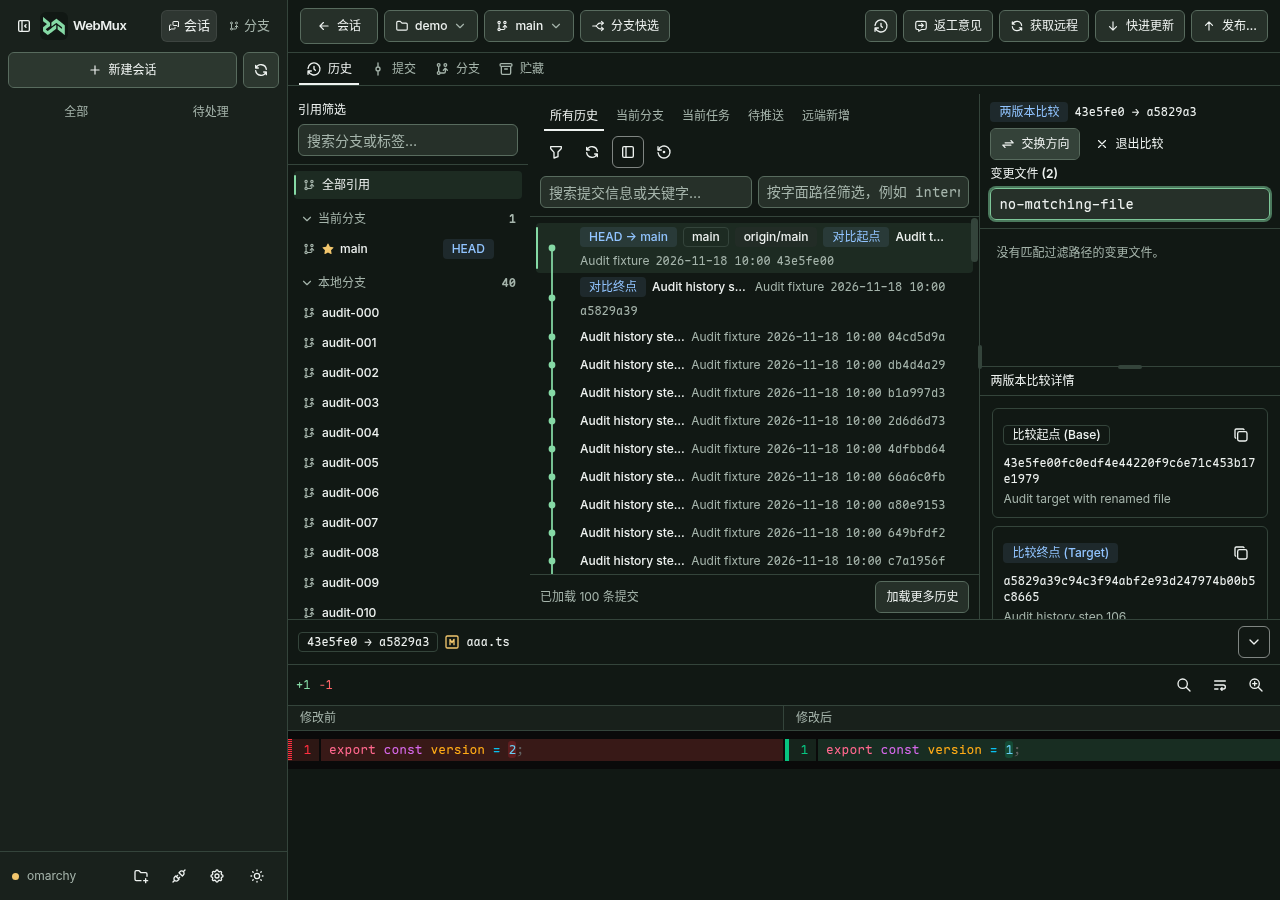 WebMux
会话
分支
新建会话
全部
待处理
omarchy
会话
demo
main
分支快选
返工意见
获取远程
快进更新
发布...
历史
提交
分支
贮藏
引用筛选
搜索分支或标签...
全部引用
当前分支 1
main HEAD
本地分支 40
audit-000
audit-001
audit-002
audit-003
audit-004
audit-005
audit-006
audit-007
audit-008
audit-009
audit-010
所有历史
当前分支
当前任务
待推送
远端新增
搜索提交信息或关键字...
按字面路径筛选，例如 intern
HEAD → main main origin/main 对比起点 Audit t...
Audit fixture 2026-11-18 10:00 43e5fe00
对比终点 Audit history s... Audit fixture 2026-11-18 10:00
a5829a39
Audit history ste... Audit fixture 2026-11-18 10:00 04cd5d9a
Audit history ste... Audit fixture 2026-11-18 10:00 db4d4a29
Audit history ste... Audit fixture 2026-11-18 10:00 b1a997d3
Audit history ste... Audit fixture 2026-11-18 10:00 2d6d6d73
Audit history ste... Audit fixture 2026-11-18 10:00 4dfbbd64
Audit history ste... Audit fixture 2026-11-18 10:00 66a6c0fb
Audit history ste... Audit fixture 2026-11-18 10:00 a80e9153
Audit history ste... Audit fixture 2026-11-18 10:00 649bfdf2
Audit history ste... Audit fixture 2026-11-18 10:00 c7a1956f
已加载 100 条提交
加载更多历史
两版本比较 43e5fe0 → a5829a3
交换方向
退出比较
变更文件 (2)
no-matching-file
没有匹配过滤路径的变更文件。
两版本比较详情
比较起点 (Base)
43e5fe00fc0edf4e44220f9c6e71c453b17
e1979
Audit target with renamed file
比较终点 (Target)
a5829a39c94c3f94abf2e93d247974b00b5
c8665
Audit history step 106
43e5fe0 → a5829a3 M aaa.ts
+1 -1
修改前
修改后
1 export const version = 2;
1 export const version = 1;